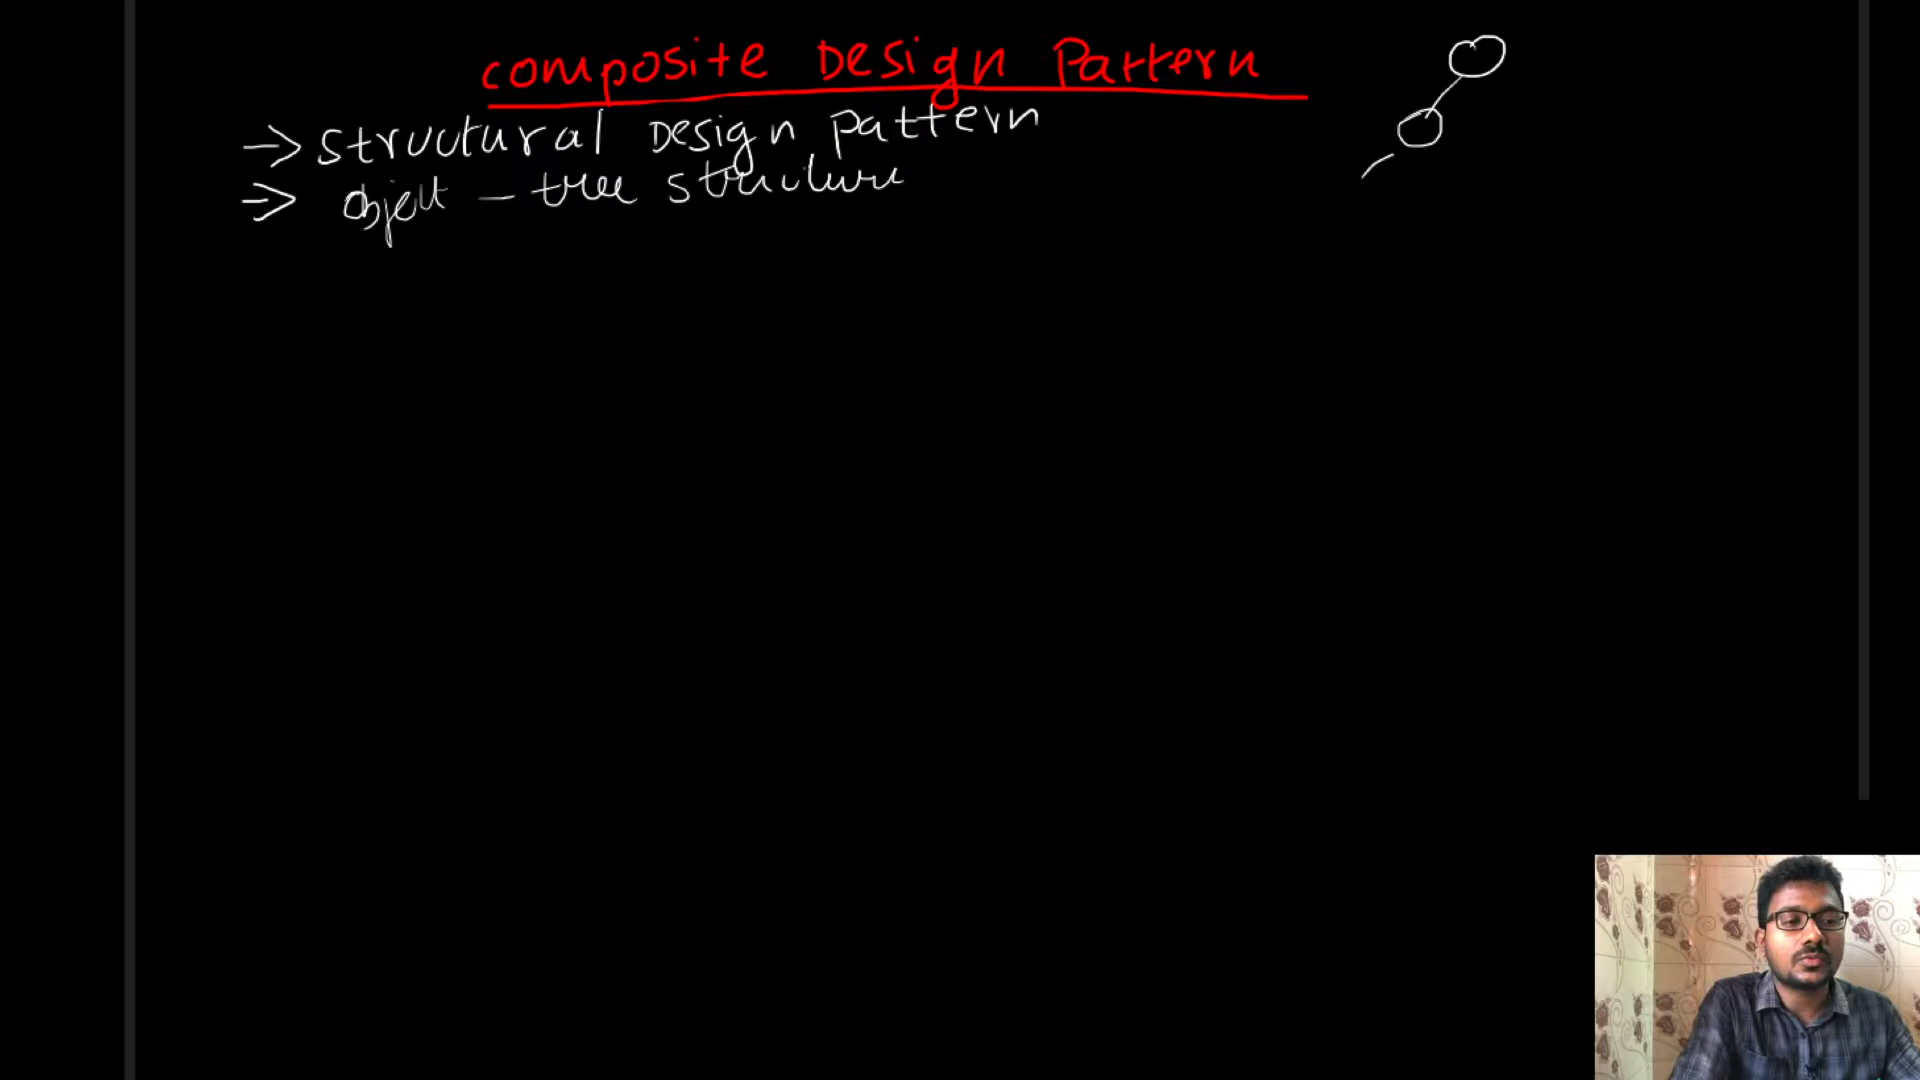 composite Design Pattern
→ structural Design pattern
⇒ Object - tree structure